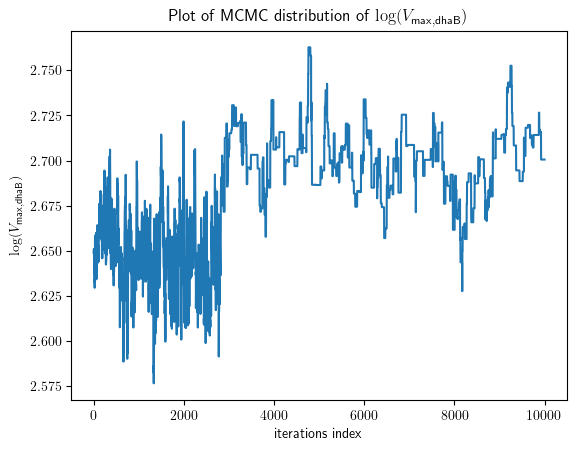 Plot of MCMC distribution of log(V_max,dhaB)
log(V_max,dhaB)
2.750
2.725
2.700
2.675
2.650
2.625
2.600
2.575
0 2000 4000 6000 8000 10000
iterations index